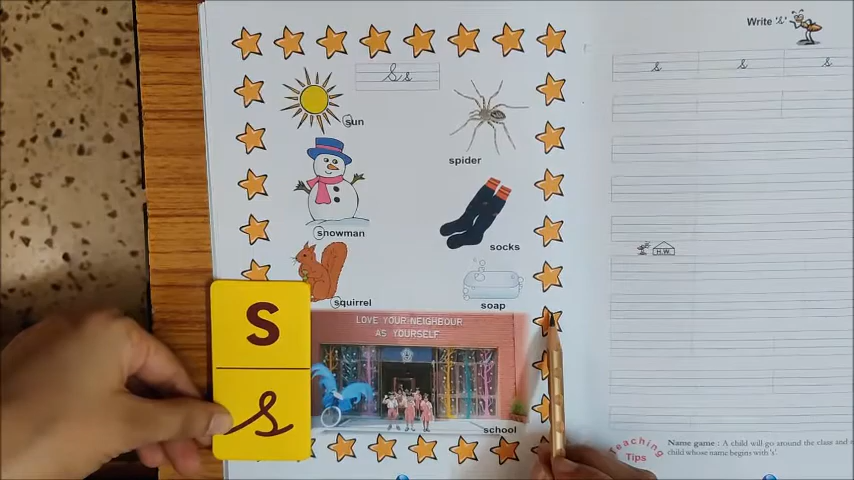 Write 's'
S s
s s s
sun
spider
snowman
socks
H.W.
squirrel
soap
s
s
LOVE YOUR NEIGHBOUR
AS YOURSELF
school
Teaching
Tips
Name game: A child will go around the class and
child whose name begins with 's'.